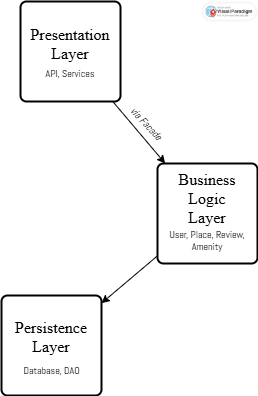 Visual Paradigm
Presentation
Layer
API, Services
via Facade
Business
Logic
Layer
User, Place, Review,
Amenity
Persistence
Layer
Database, DAO